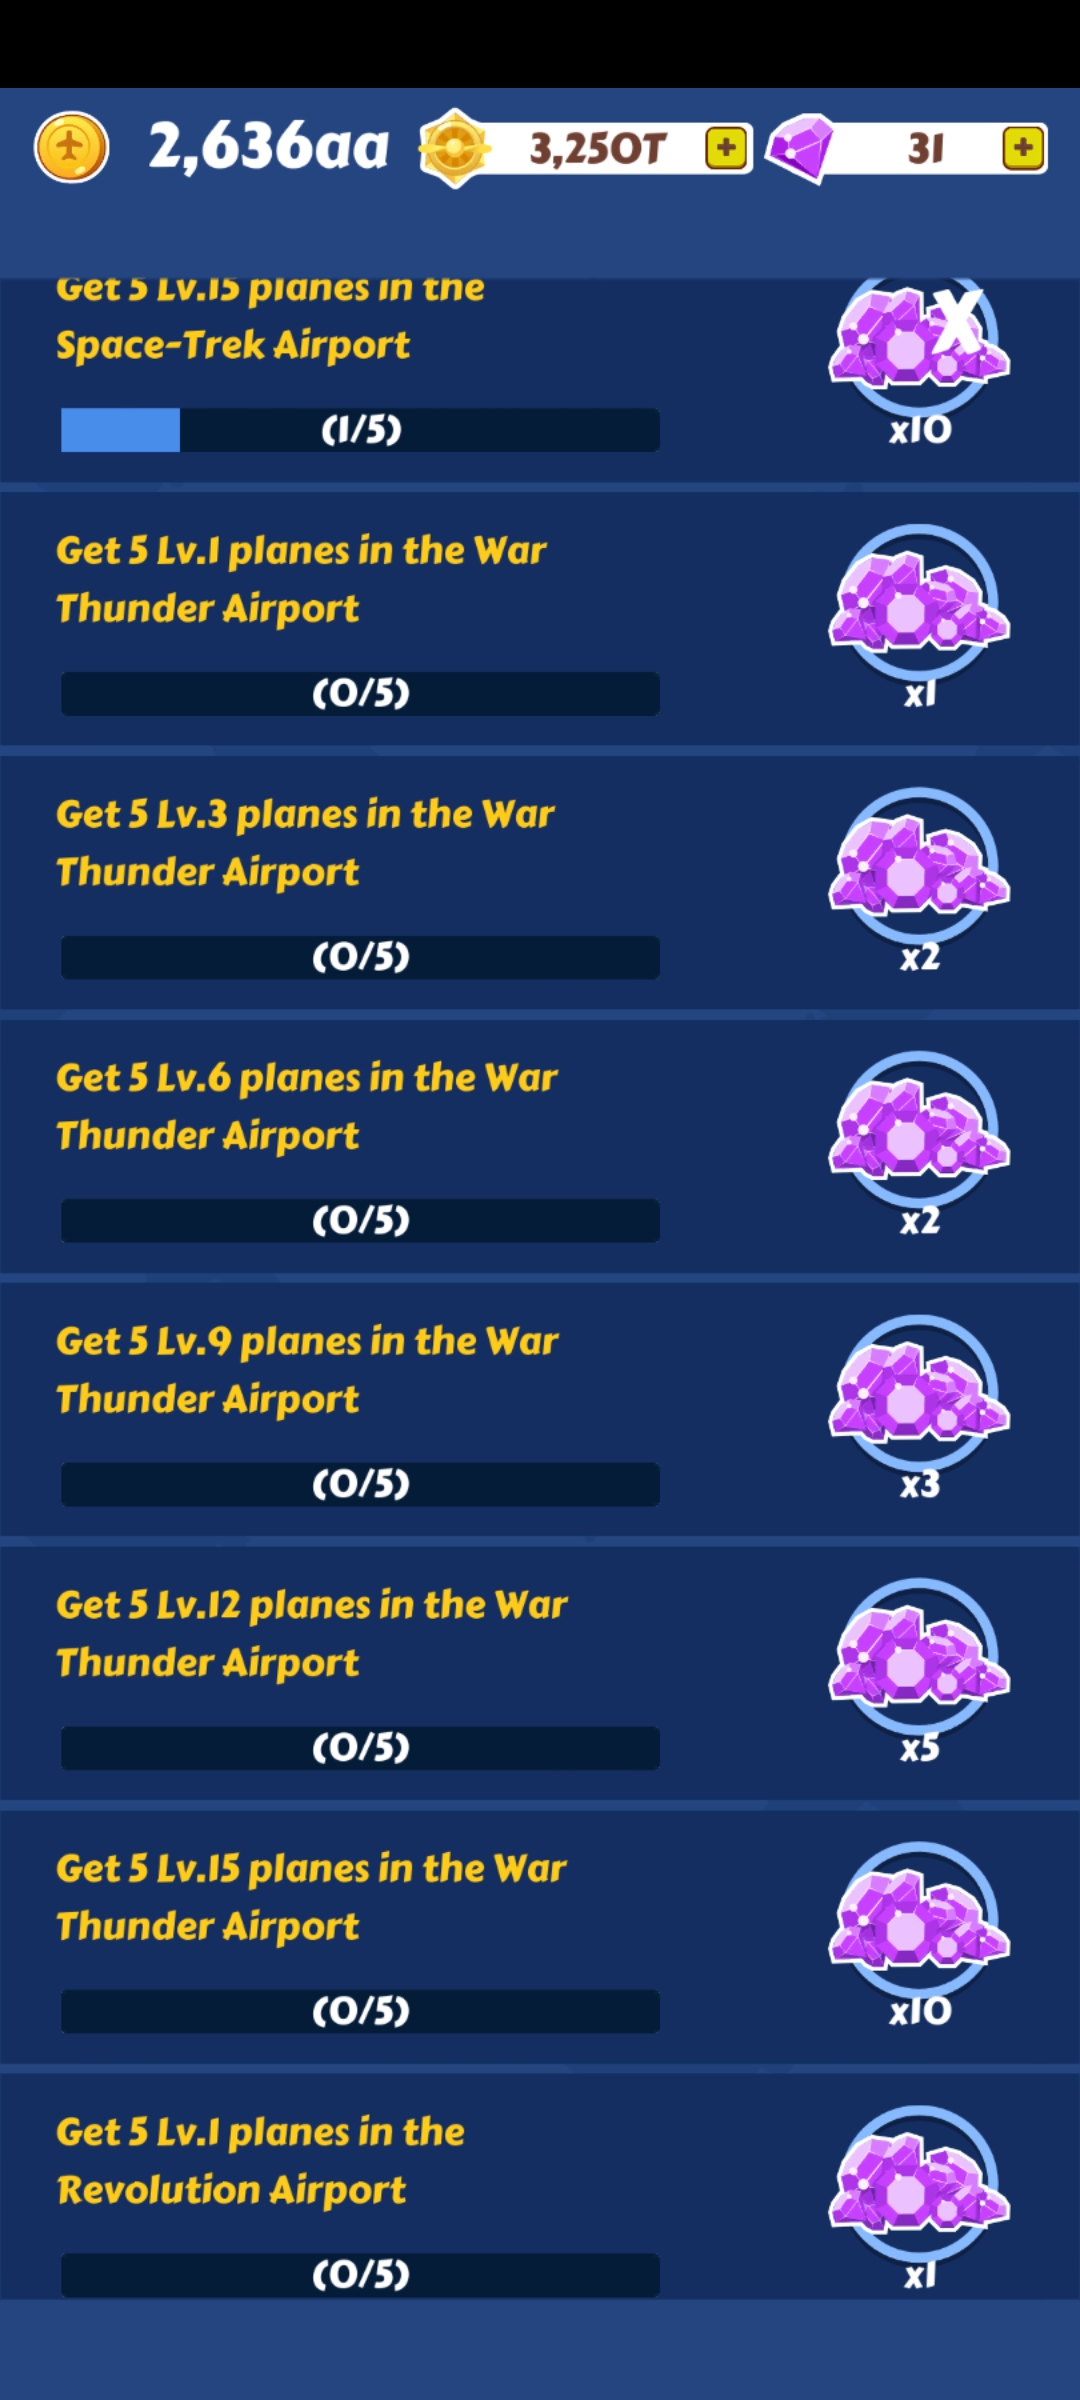 2,636aa 3,250T + 31 +
Get 5 Lv.15 planes in the
Space-Trek Airport
X
(1/5)
x10
Get 5 Lv.1 planes in the War
Thunder Airport
(0/5)
x1
Get 5 Lv.3 planes in the War
Thunder Airport
(0/5)
x2
Get 5 Lv.6 planes in the War
Thunder Airport
(0/5)
x2
Get 5 Lv.9 planes in the War
Thunder Airport
(0/5)
x3
Get 5 Lv.12 planes in the War
Thunder Airport
(0/5)
x5
Get 5 Lv.15 planes in the War
Thunder Airport
(0/5)
x10
Get 5 Lv.1 planes in the
Revolution Airport
(0/5)
x1